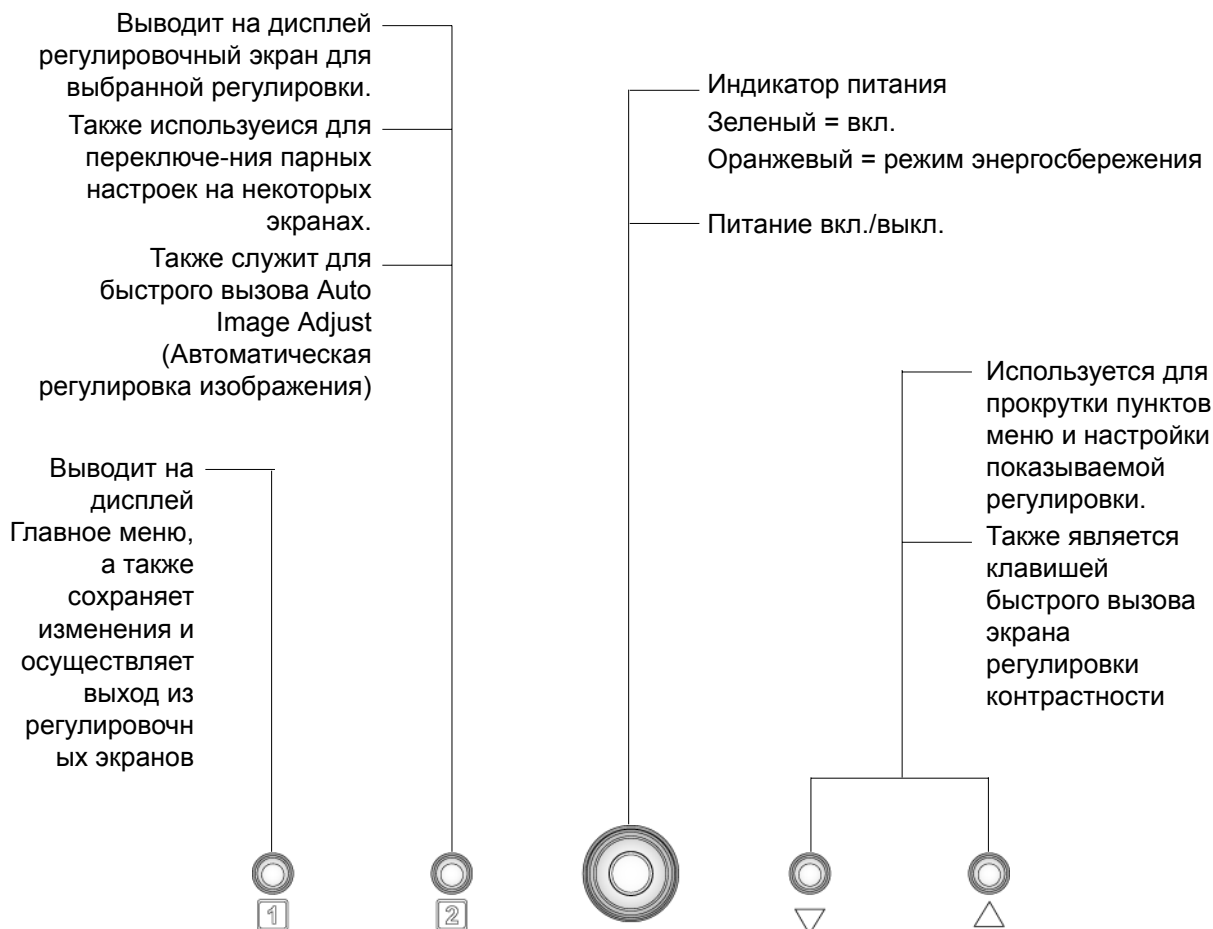 Выводит на дисплей
регулировочный экран для
выбранной регулировки.
Также используеися для
переключе-ния парных
настроек на некоторых
экранах.
Также служит для
быстрого вызова Auto
Image Adjust
(Автоматическая
регулировка изображения)
Выводит на
дисплей
Главное меню,
а также
сохраняет
изменения и
осуществляет
выход из
регулировочн
ых экранов
Индикатор питания
Зеленый = вкл.
Оранжевый = режим энергосбережения
Питание вкл./выкл.
Используется для
прокрутки пунктов
меню и настройки
показываемой
регулировки.
Также является
клавишей
быстрого вызова
экрана
регулировки
контрастности
1
2